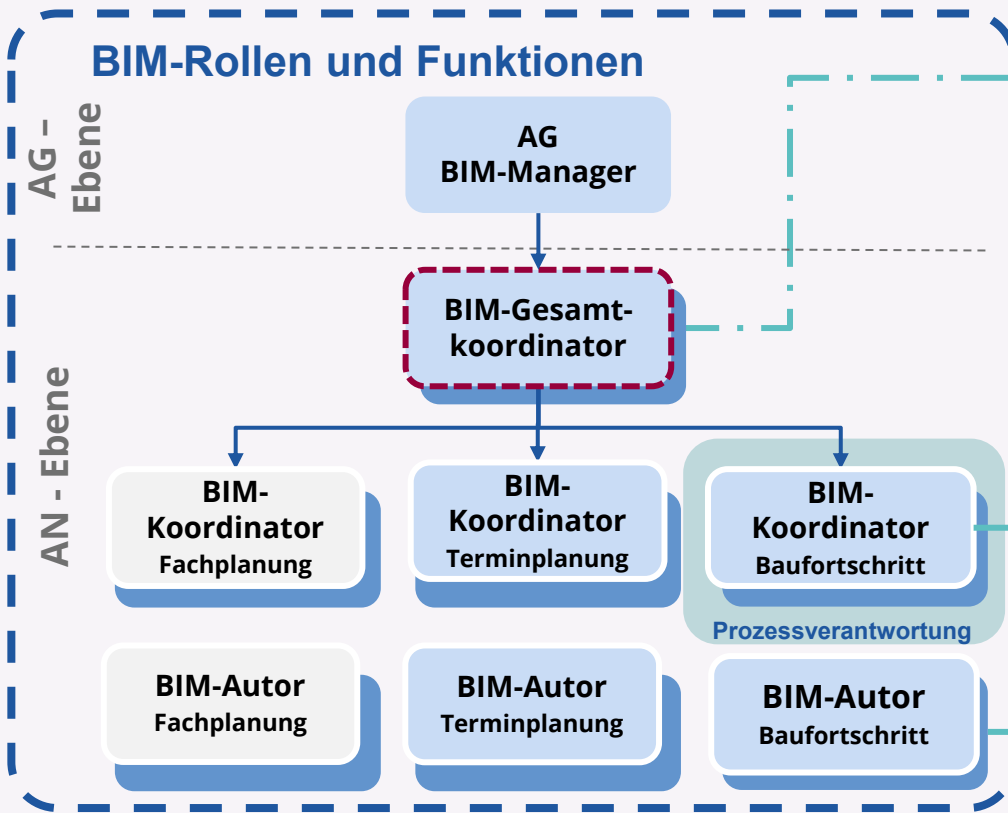 BIM-Rollen und Funktionen
AG –
Ebene
AG
BIM-Manager
AN - Ebene
BIM-Gesamt-
koordinator
BIM-
Koordinator
Fachplanung
BIM-
Koordinator
Terminplanung
BIM-
Koordinator
Baufortschritt
Prozessverantwortung
BIM-Autor
Fachplanung
BIM-Autor
Terminplanung
BIM-Autor
Baufortschritt